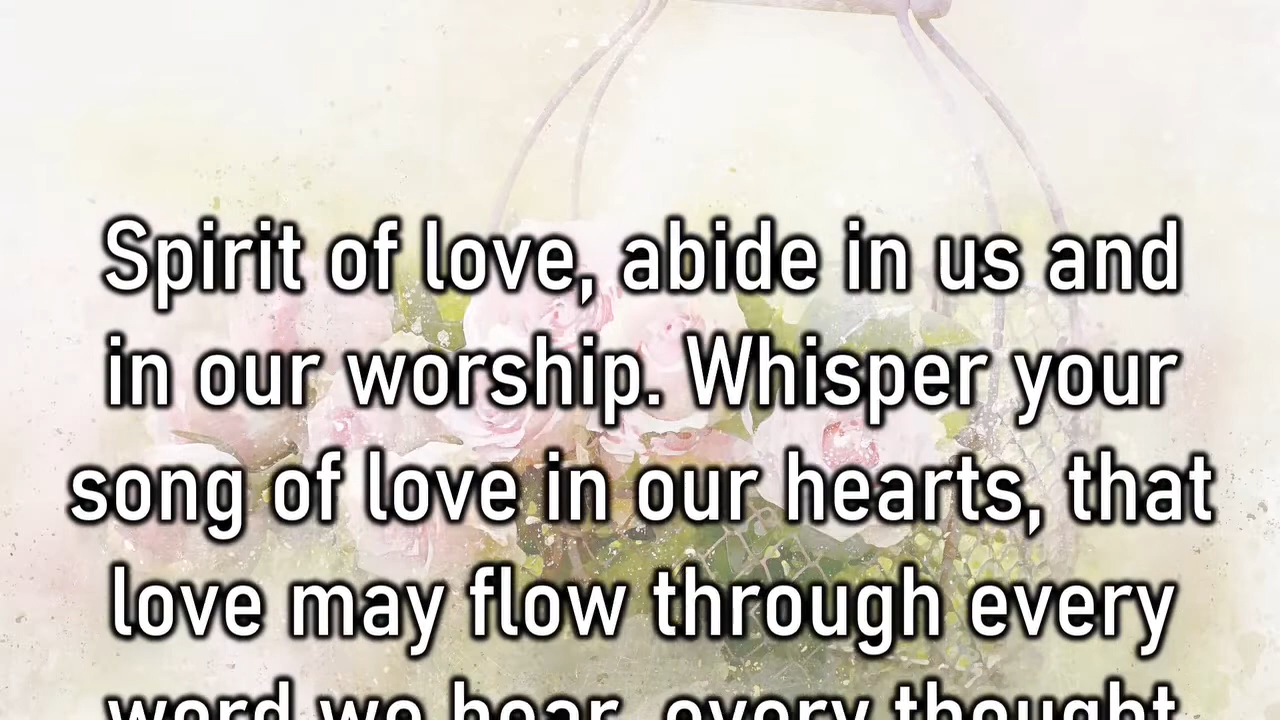 Spirit of love, abide in us and
in our worship. Whisper your
song of love in our hearts, that
love may flow through every
word we hear, every thought